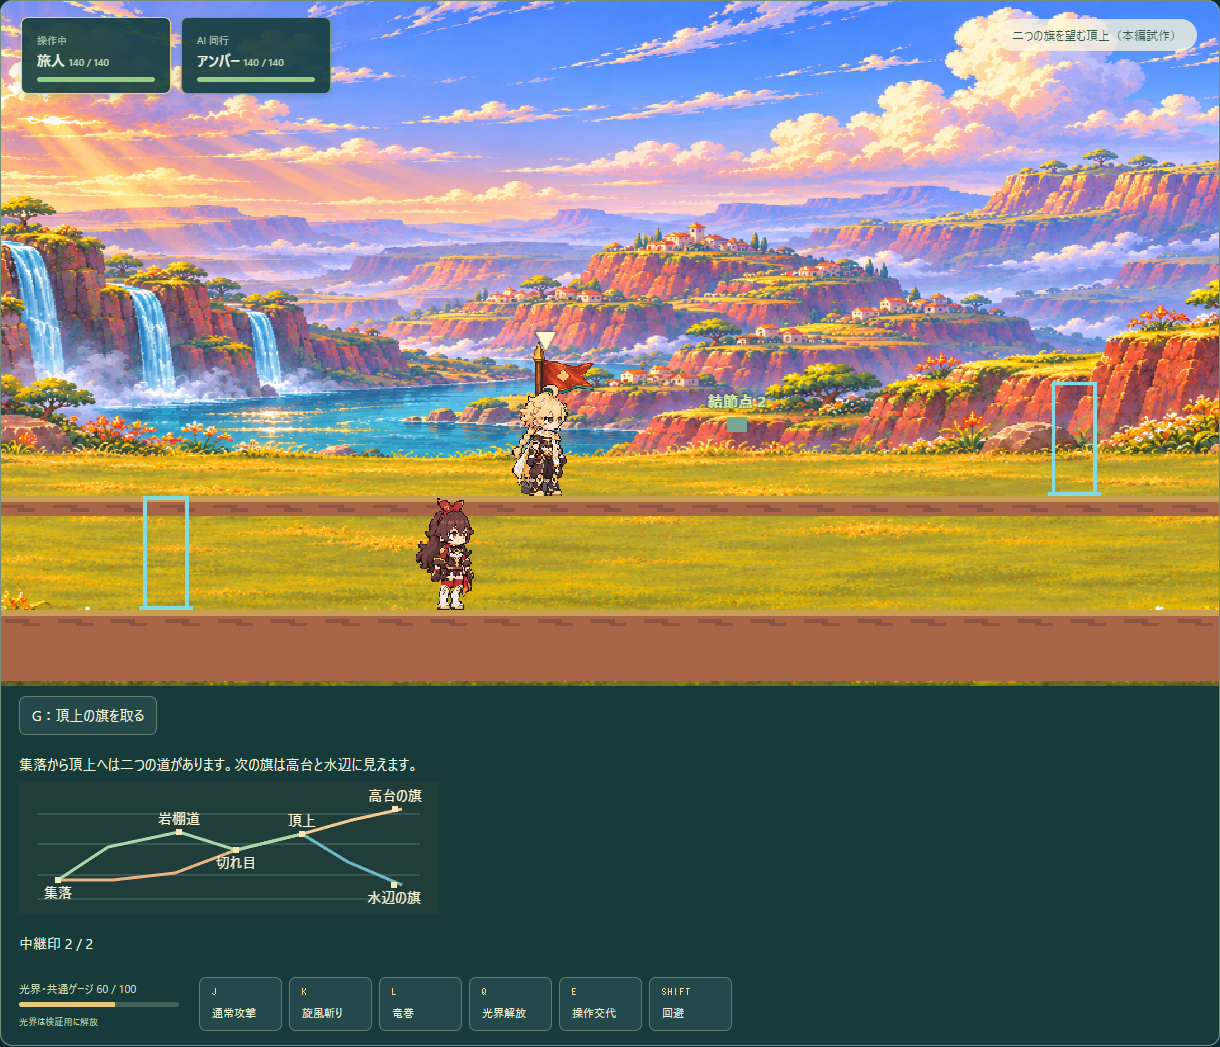 操作中
旅人 140 / 140
AI 同行
アンバー 140 / 140
二つの旗を望む頂上（本編試作）
結節点 2
G：頂上の旗を取る
集落から頂上へは二つの道があります。次の旗は高台と水辺に見えます。
高台の旗
岩棚道
頂上
切れ目
集落
水辺の旗
中継印 2 / 2
光界・共通ゲージ 60 / 100
光界は検証用に解放
J
通常攻撃
K
旋風斬り
L
竜巻
Q
光界解放
E
操作交代
SHIFT
回避